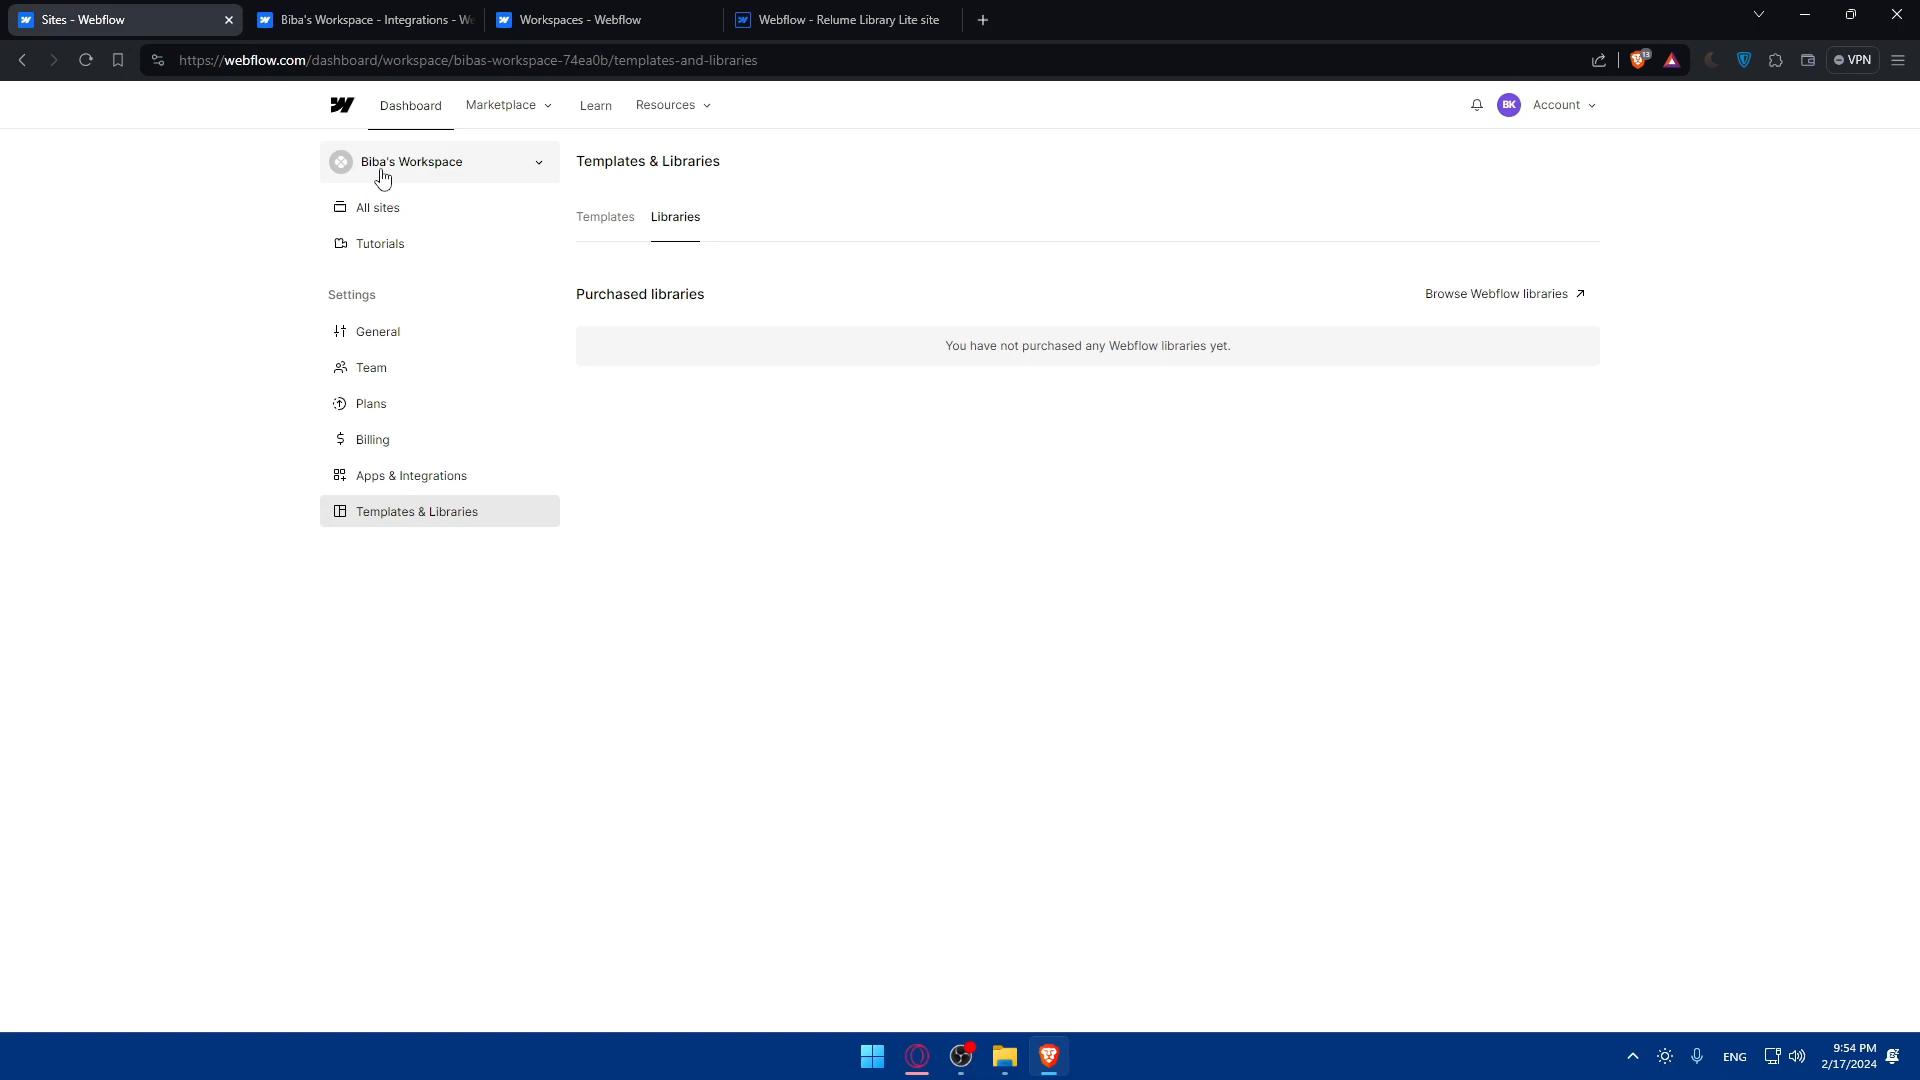 Sites - Webflow
Biba's Workspace - Integrations - We
Workspaces - Webflow
Webflow - Relume Library Lite site
https://webflow.com/dashboard/workspace/bibas-workspace-74ea0b/templates-and-libraries
13
VPN
Dashboard
Marketplace
Learn
Resources
BK
Account
Biba's Workspace
All sites
Tutorials
Settings
General
Team
Plans
Billing
Apps & Integrations
Templates & Libraries
Templates & Libraries
Templates
Libraries
Purchased libraries
Browse Webflow libraries
You have not purchased any Webflow libraries yet.
ENG
9:54 PM
2/17/2024